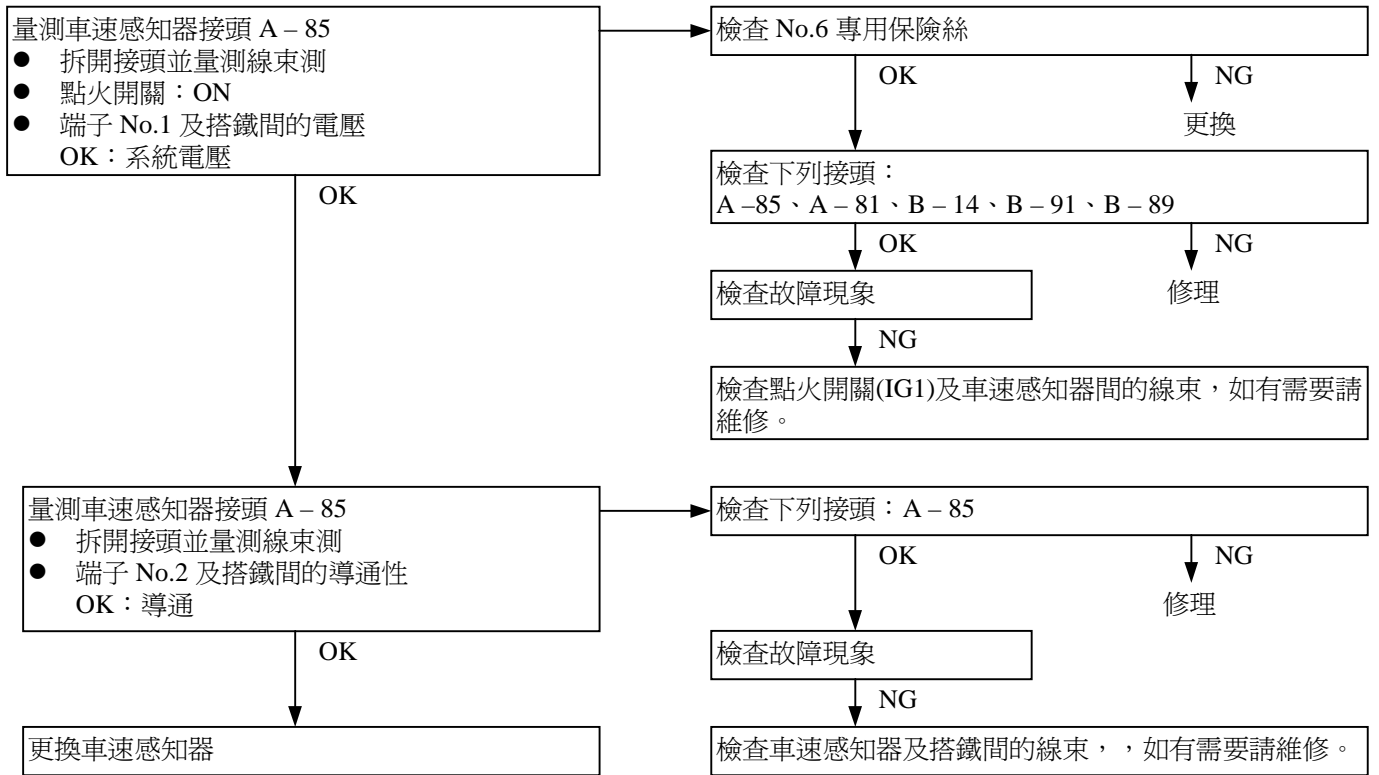 量測車速感知器接頭 A – 85
● 拆開接頭並量測線束測
● 點火開關：ON
● 端子 No.1 及搭鐵間的電壓
OK：系統電壓
檢查 No.6 專用保險絲
OK
NG
更換
檢查下列接頭：
A –85、A – 81、B – 14、B – 91、B – 89
OK
NG
檢查故障現象
修理
NG
檢查點火開關(IG1)及車速感知器間的線束，如有需要請
維修。
OK
量測車速感知器接頭 A – 85
● 拆開接頭並量測線束測
● 端子 No.2 及搭鐵間的導通性
OK：導通
檢查下列接頭：A – 85
OK
NG
修理
檢查故障現象
NG
檢查車速感知器及搭鐵間的線束，，如有需要請維修。
OK
更換車速感知器